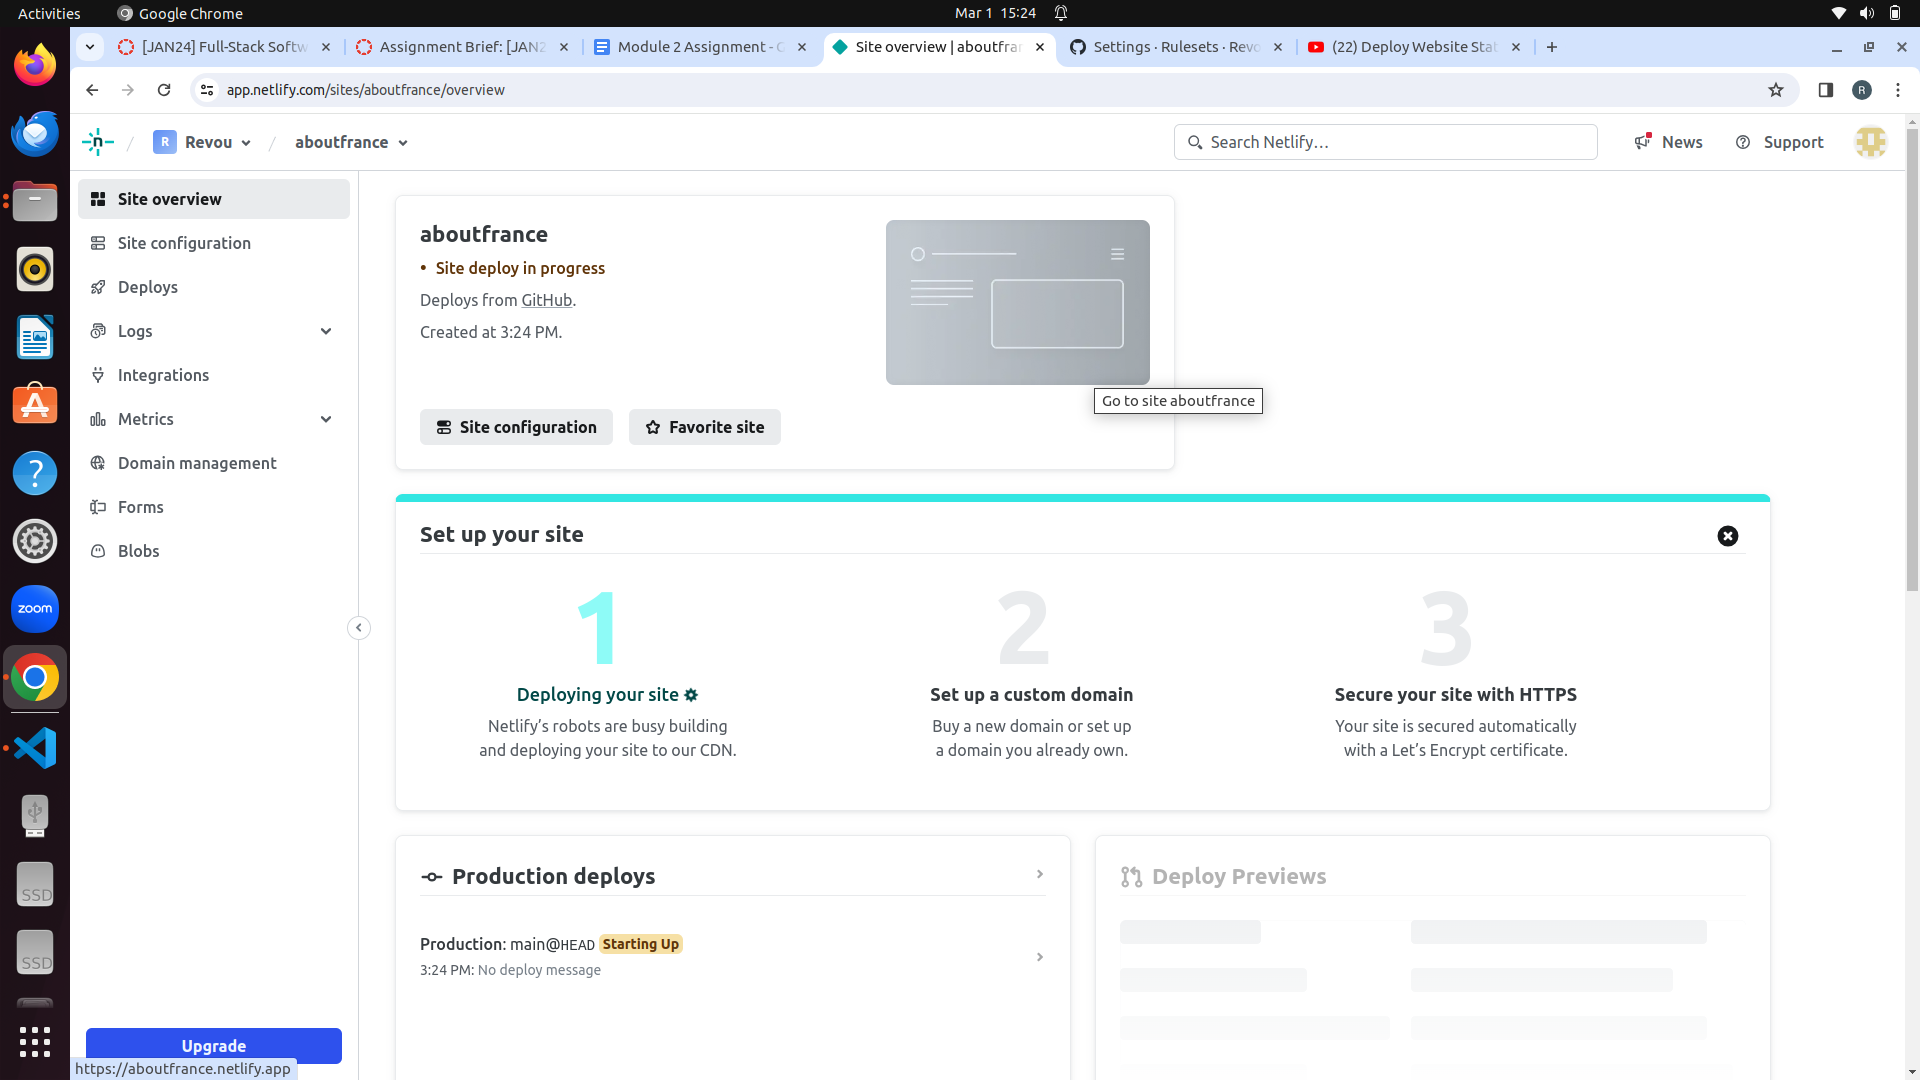 Activities
Google Chrome
Mar 1 15:24
[JAN24] Full-Stack Softw
Assignment Brief: [JAN2
Module 2 Assignment - G
Site overview | aboutfran
Settings · Rulesets · Revo
(22) Deploy Website Stat
app.netlify.com/sites/aboutfrance/overview
R
n
R
Revou
/
aboutfrance
Search Netlify…
News
Support
Site overview
Site configuration
Deploys
Logs
Integrations
Metrics
Domain management
Forms
Blobs
Upgrade
https://aboutfrance.netlify.app
aboutfrance
• Site deploy in progress
Deploys from GitHub.
Created at 3:24 PM.
Go to site aboutfrance
Site configuration
Favorite site
Set up your site
1
Deploying your site
Netlify’s robots are busy building
and deploying your site to our CDN.
2
Set up a custom domain
Buy a new domain or set up
a domain you already own.
3
Secure your site with HTTPS
Your site is secured automatically
with a Let’s Encrypt certificate.
Production deploys
Production: main@HEAD Starting Up
3:24 PM: No deploy message
Deploy Previews
zoom
SSD
SSD